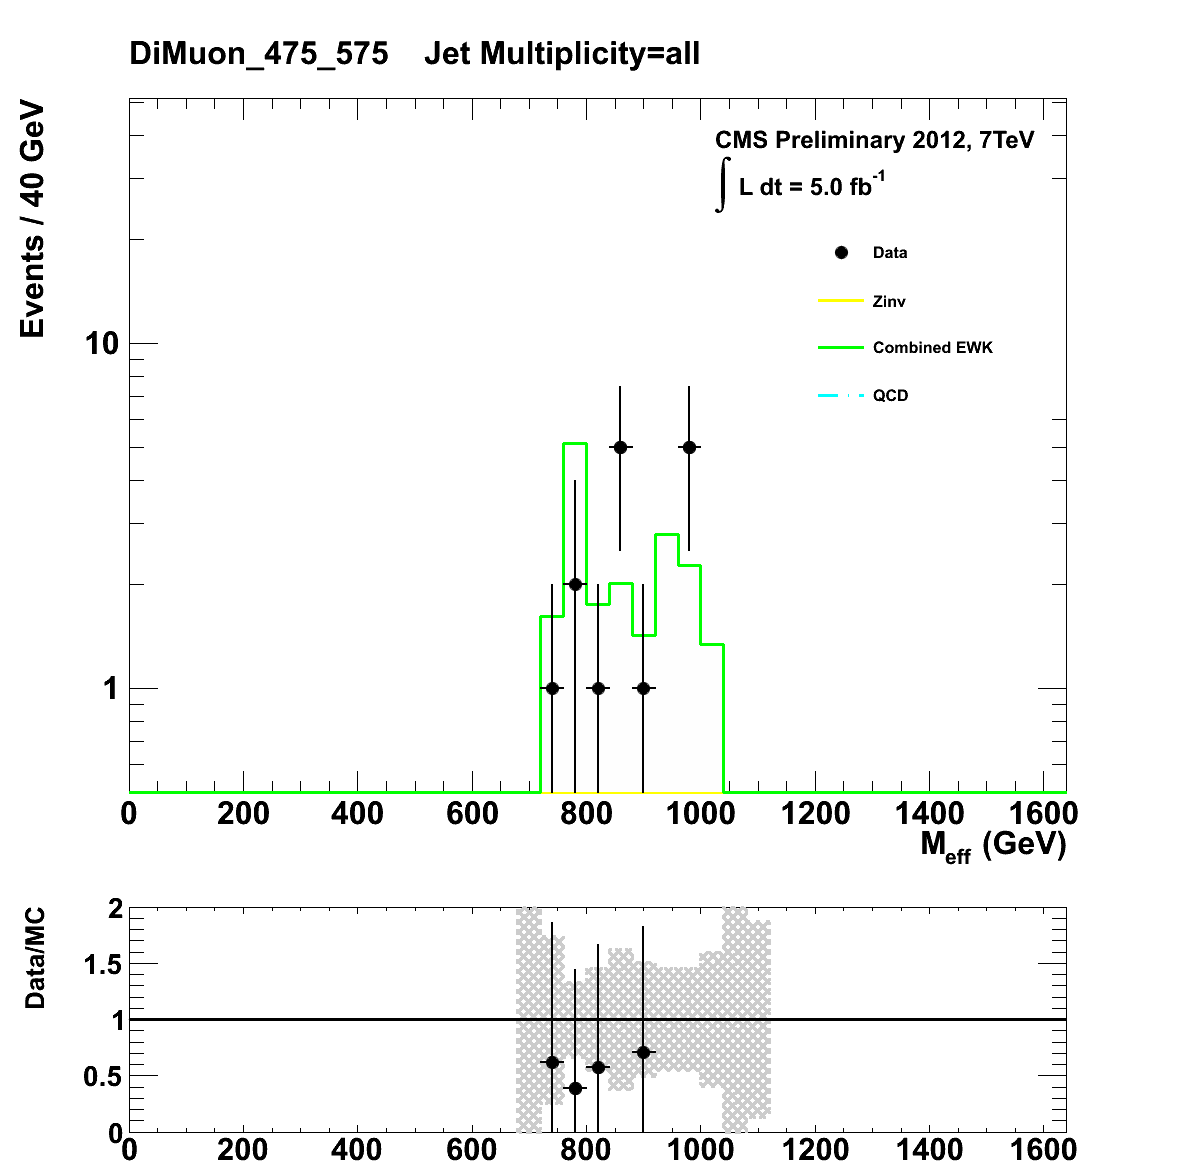 DiMuon_475_575 Jet Multiplicity=all
Events / 40 GeV
CMS Preliminary 2012, 7TeV
∫ L dt = 5.0 fb⁻¹
Data
Zinv
Combined EWK
QCD
10
1
0 200 400 600 800 1000 1200 1400 1600
M_eff (GeV)
Data/MC
2
1.5
1
0.5
0
0 200 400 600 800 1000 1200 1400 1600